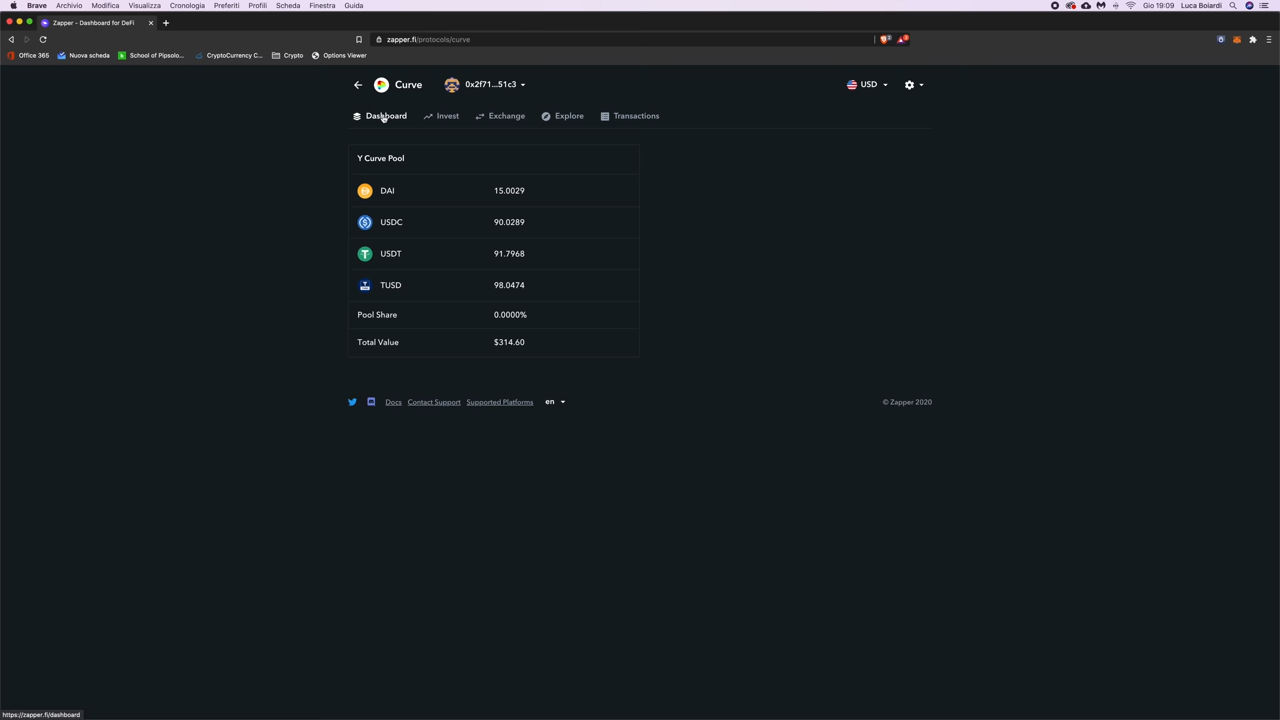 Brave Archivio Modifica Visualizza Cronologia Preferiti Profili Scheda Finestra Guida Gio 19:09 Luca Boiardi
Zapper - Dashboard for DeFi
zapper.fi/protocols/curve
Office 365 Nuova scheda School of Pipsolo... CryptoCurrency C... Crypto Options Viewer
Curve 0x2f71...51c3 USD
Dashboard Invest Exchange Explore Transactions
Y Curve Pool
DAI 15.0029
USDC 90.0289
USDT 91.7968
TUSD 98.0474
Pool Share 0.0000%
Total Value $314.60
Docs Contact Support Supported Platforms en © Zapper 2020
https://zapper.fi/dashboard